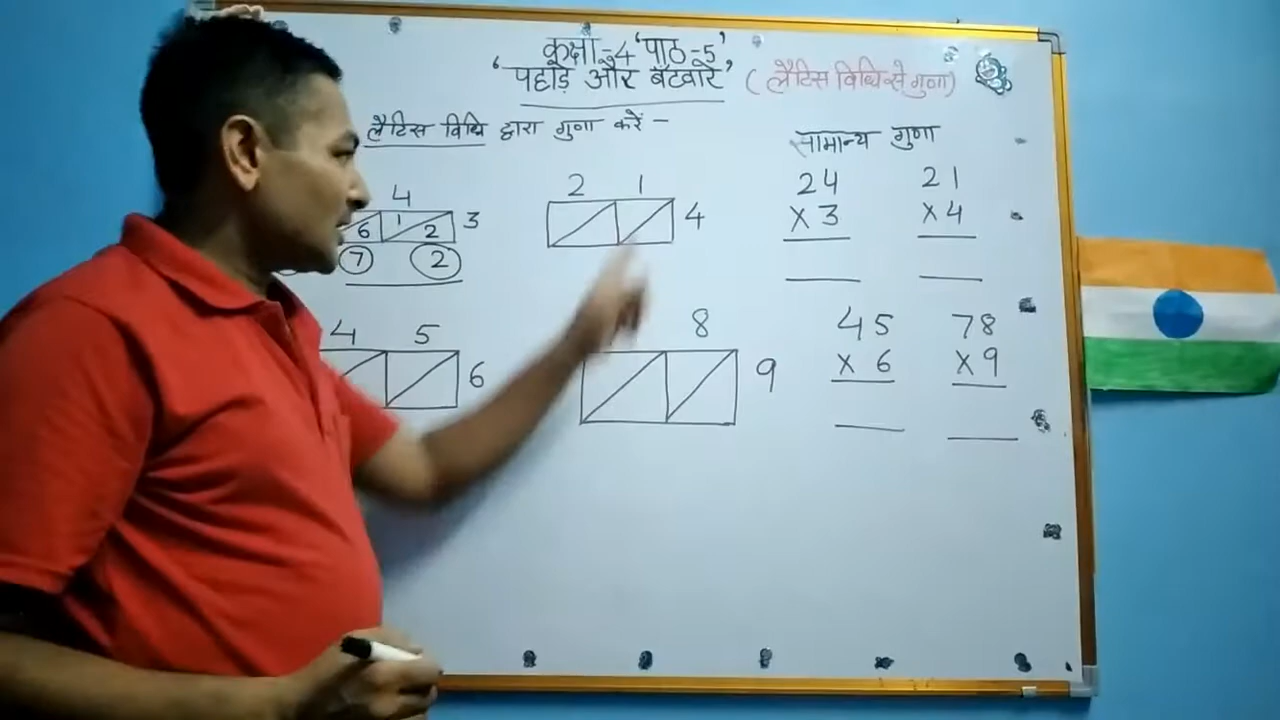 कक्षा-4 'पाठ-5'
'पहाड़े और बँटवारे' (लैटिस विधि से गुणा)
लैटिस विधि द्वारा गुणा करें -
सामान्य गुणा
4
6 1 2 3
7 2
2 1
4
24
X 3
21
X 4
4 5
6
8
9
45
X 6
78
X 9